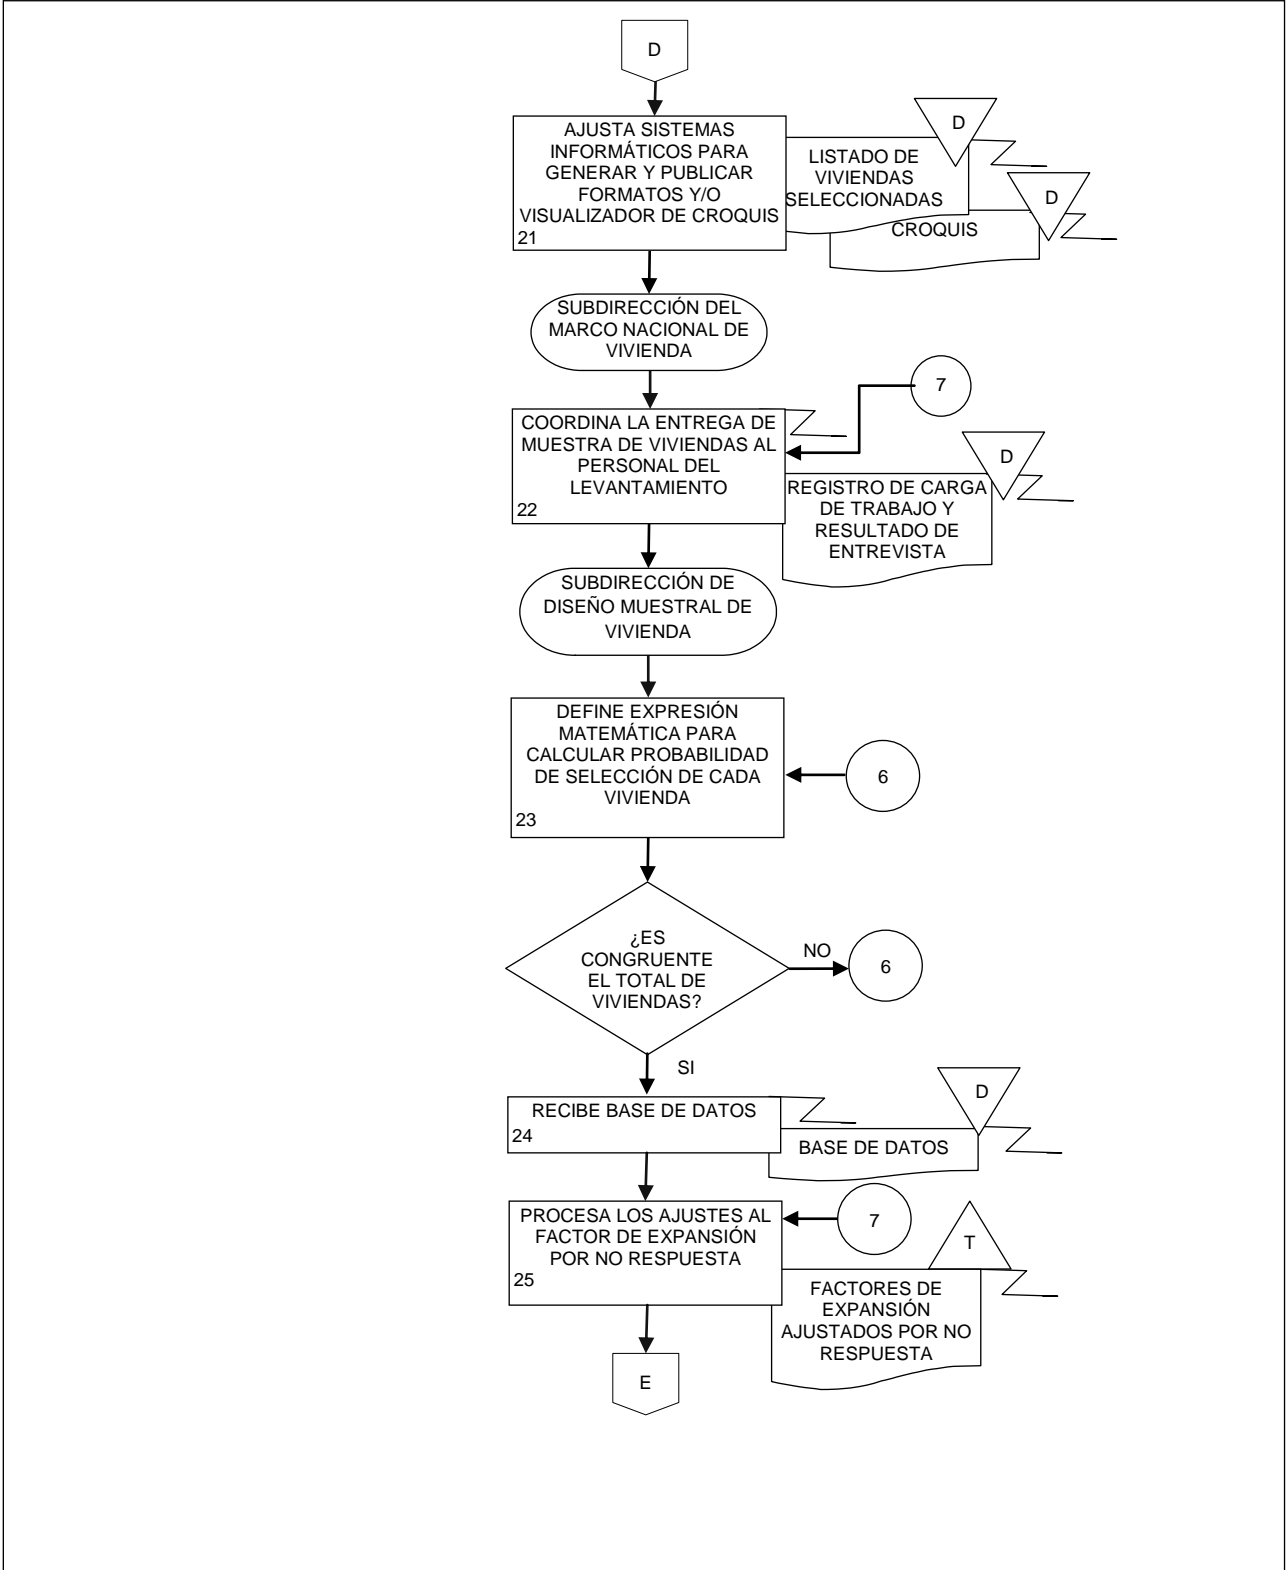 D
AJUSTA SISTEMAS
INFORMÁTICOS PARA
GENERAR Y PUBLICAR
FORMATOS Y/O
VISUALIZADOR DE CROQUIS
21
D
LISTADO DE
VIVIENDAS
SELECCIONADAS
D
CROQUIS
SUBDIRECCIÓN DEL
MARCO NACIONAL DE
VIVIENDA
7
COORDINA LA ENTREGA DE
MUESTRA DE VIVIENDAS AL
PERSONAL DEL
LEVANTAMIENTO
22
D
REGISTRO DE CARGA
DE TRABAJO Y
RESULTADO DE
ENTREVISTA
SUBDIRECCIÓN DE
DISEÑO MUESTRAL DE
VIVIENDA
DEFINE EXPRESIÓN
MATEMÁTICA PARA
CALCULAR PROBABILIDAD
DE SELECCIÓN DE CADA
VIVIENDA
23
6
¿ES
CONGRUENTE
EL TOTAL DE
VIVIENDAS?
NO
6
SI
RECIBE BASE DE DATOS
24
D
BASE DE DATOS
PROCESA LOS AJUSTES AL
FACTOR DE EXPANSIÓN
POR NO RESPUESTA
25
7
T
FACTORES DE
EXPANSIÓN
AJUSTADOS POR NO
RESPUESTA
E